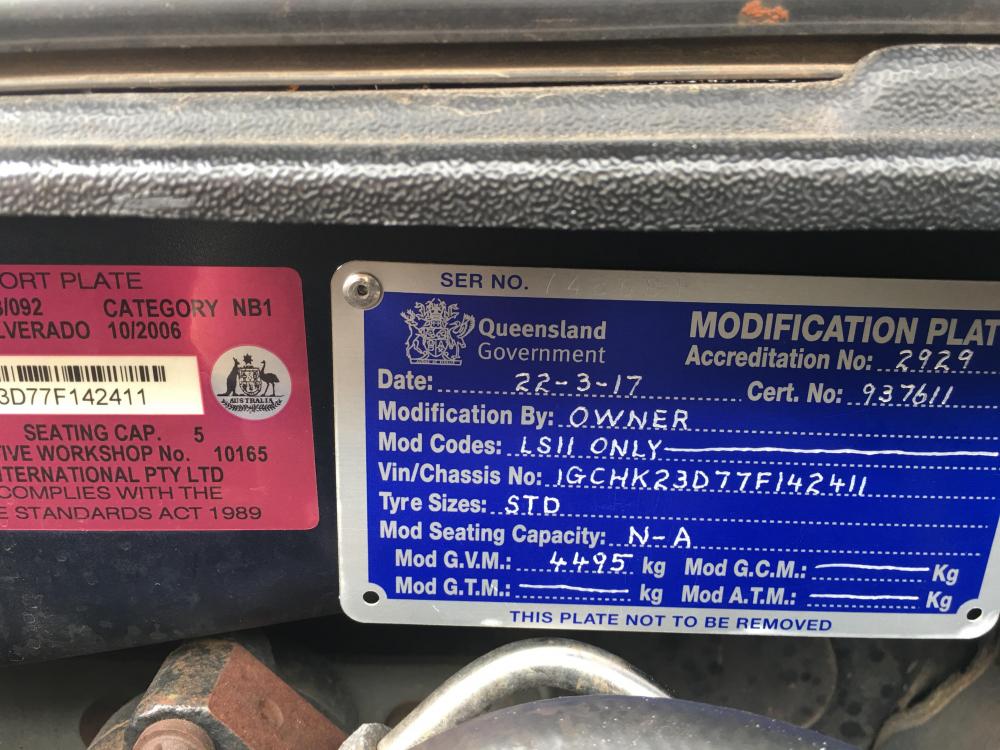 ORT PLATE
/092 CATEGORY NB1
LVERADO 10/2006
3D77F142411
AUSTRALIA
SEATING CAP. 5
TIVE WORKSHOP No. 10165
NTERNATIONAL PTY LTD
COMPLIES WITH THE
E STANDARDS ACT 1989
SER NO.
Queensland
Government
MODIFICATION PLAT
Accreditation No: 2929
Date: 22-3-17 Cert. No: 937611
Modification By: OWNER
Mod Codes: LS11 ONLY
Vin/Chassis No: 1GCHK23D77F142411
Tyre Sizes: STD
Mod Seating Capacity: N-A
Mod G.V.M.: 4495 kg Mod G.C.M.: Kg
Mod G.T.M.: kg Mod A.T.M.: Kg
THIS PLATE NOT TO BE REMOVED